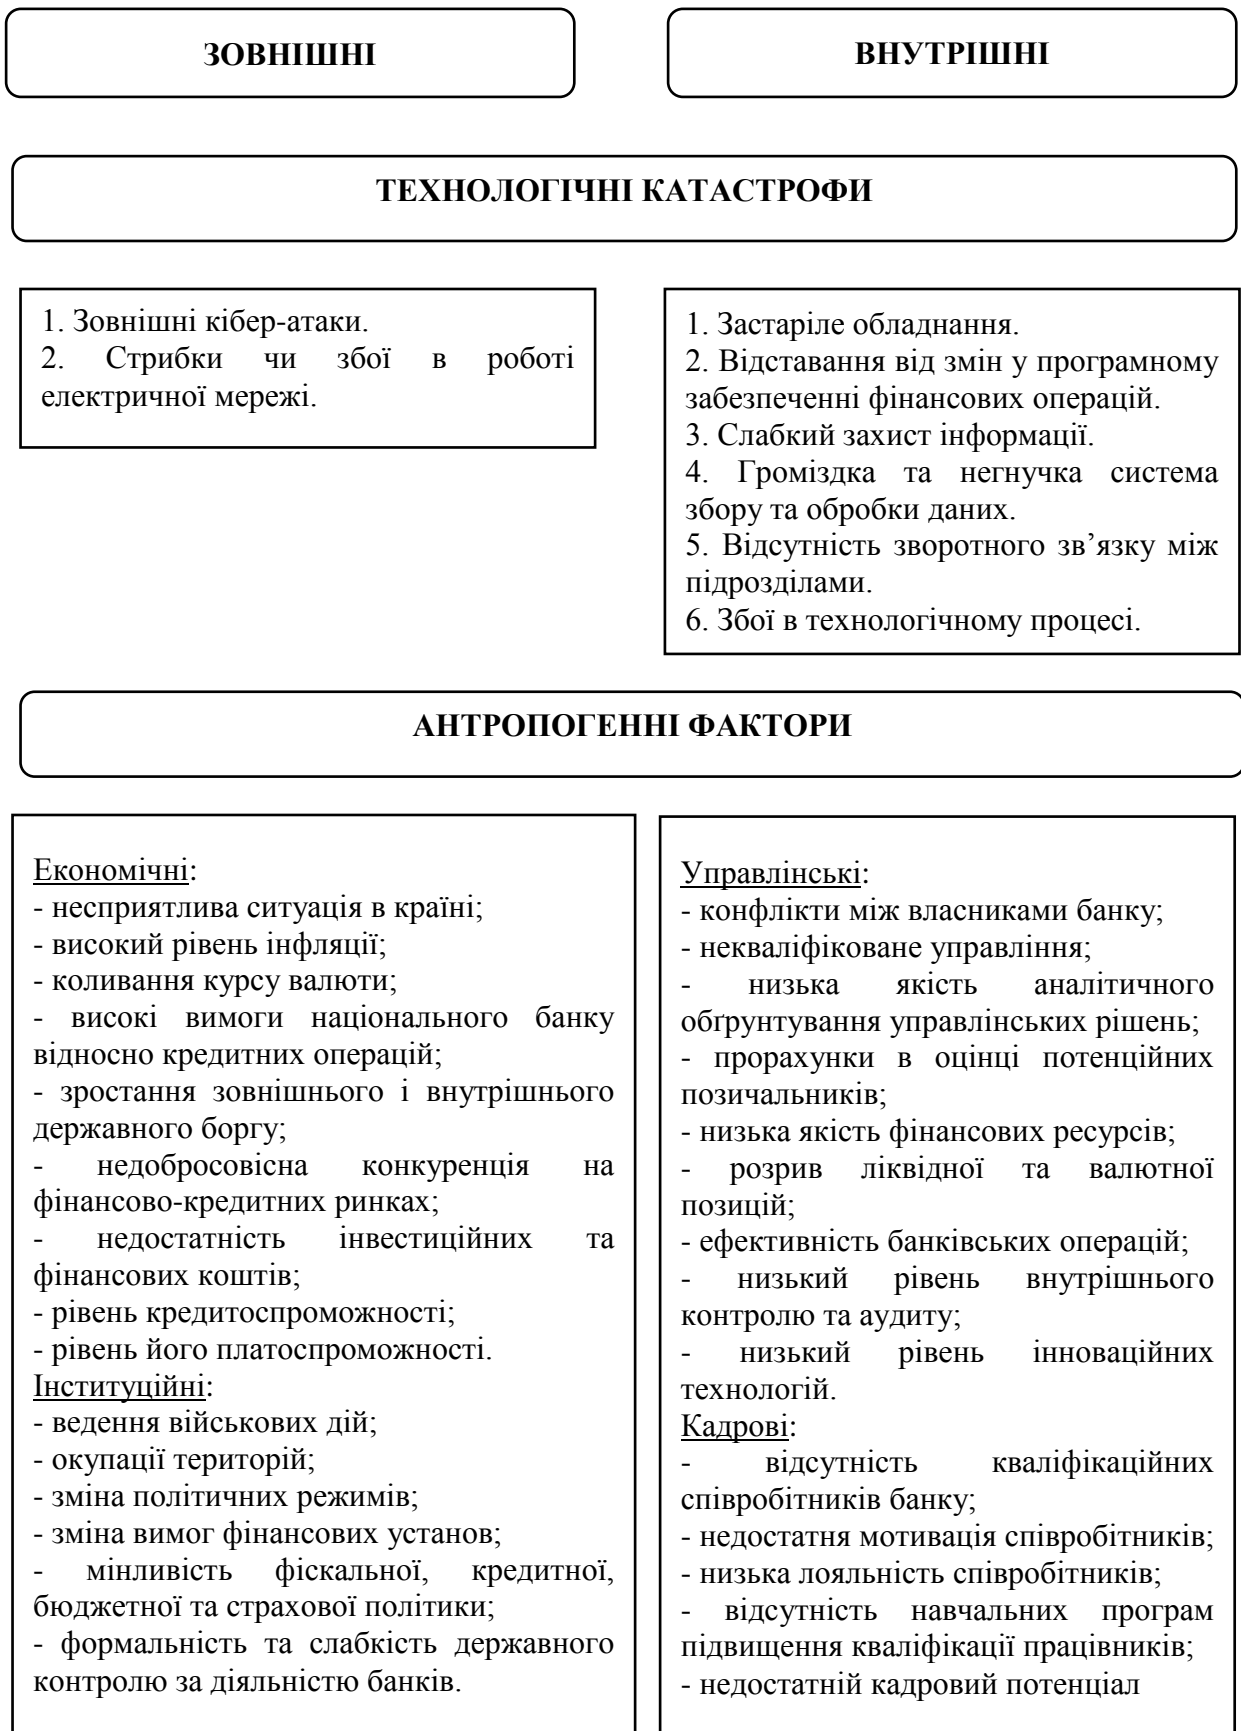 ЗОВНІШНІ
ВНУТРІШНІ
ТЕХНОЛОГІЧНІ КАТАСТРОФИ
1. Зовнішні кібер-атаки.
2. Стрибки чи збої в роботі
електричної мережі.
1. Застаріле обладнання.
2. Відставання від змін у програмному
забезпеченні фінансових операцій.
3. Слабкий захист інформації.
4. Громіздка та негнучка система
збору та обробки даних.
5. Відсутність зворотного зв’язку між
підрозділами.
6. Збої в технологічному процесі.
АНТРОПОГЕННІ ФАКТОРИ
Економічні:
- несприятлива ситуація в країні;
- високий рівень інфляції;
- коливання курсу валюти;
- високі вимоги національного банку
відносно кредитних операцій;
- зростання зовнішнього і внутрішнього
державного боргу;
- недобросовісна конкуренція на
фінансово-кредитних ринках;
- недостатність інвестиційних та
фінансових коштів;
- рівень кредитоспроможності;
- рівень його платоспроможності.
Інституційні:
- ведення військових дій;
- окупації територій;
- зміна політичних режимів;
- зміна вимог фінансових установ;
- мінливість фіскальної, кредитної,
бюджетної та страхової політики;
- формальність та слабкість державного
контролю за діяльністю банків.
Управлінські:
- конфлікти між власниками банку;
- некваліфіковане управління;
- низька якість аналітичного
обґрунтування управлінських рішень;
- прорахунки в оцінці потенційних
позичальників;
- низька якість фінансових ресурсів;
- розрив ліквідної та валютної
позицій;
- ефективність банківських операцій;
- низький рівень внутрішнього
контролю та аудиту;
- низький рівень інноваційних
технологій.
Кадрові:
- відсутність кваліфікаційних
співробітників банку;
- недостатня мотивація співробітників;
- низька лояльність співробітників;
- відсутність навчальних програм
підвищення кваліфікації працівників;
- недостатній кадровий потенціал